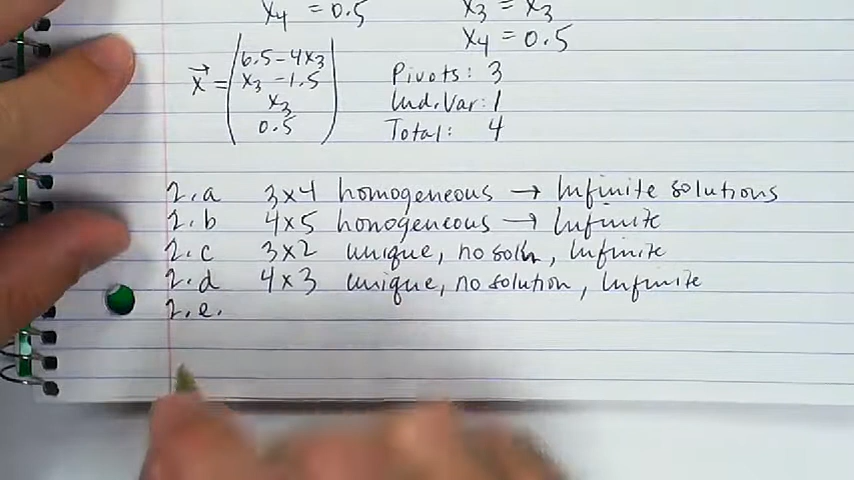 x4 = 0.5
x3 = x3
x4 = 0.5
x = ( 6.5 - 4x3
x3 - 1.5
x3
0.5 )
Pivots: 3
Ind. Var: 1
Total: 4
2.a 3x4 homogeneous → Infinite solutions
2.b 4x5 homogeneous → Infinite
2.c 3x2 unique, no soln, Infinite
2.d 4x3 unique, no solution, Infinite
2.e.